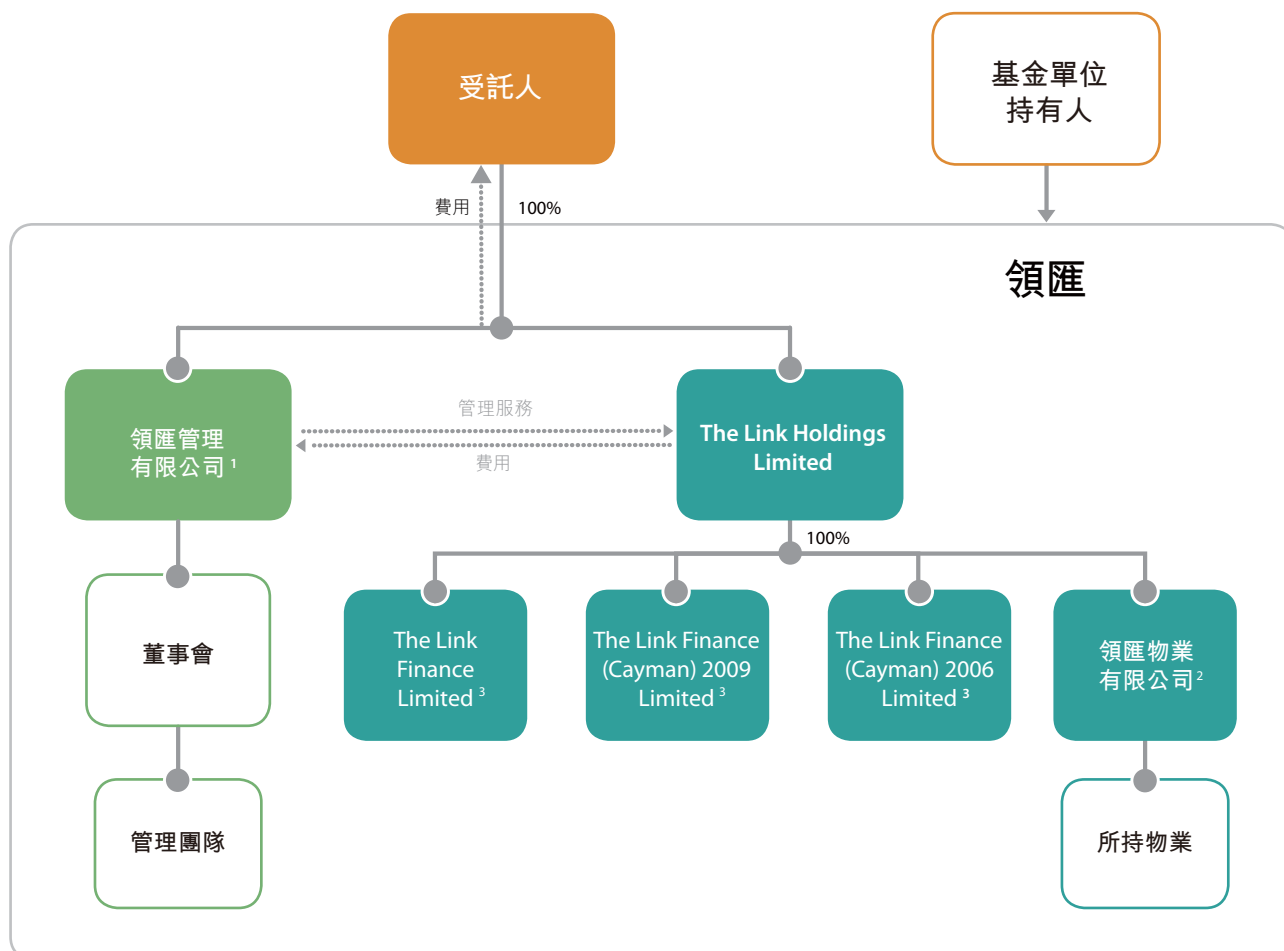 受託人
基金單位
持有人
費用
100%
領匯
領匯管理
有限公司 1
管理服務
費用
The Link Holdings
Limited
100%
董事會
The Link
Finance
Limited 3
The Link Finance
(Cayman) 2009
Limited 3
The Link Finance
(Cayman) 2006
Limited 3
領匯物業
有限公司2
管理團隊
所持物業